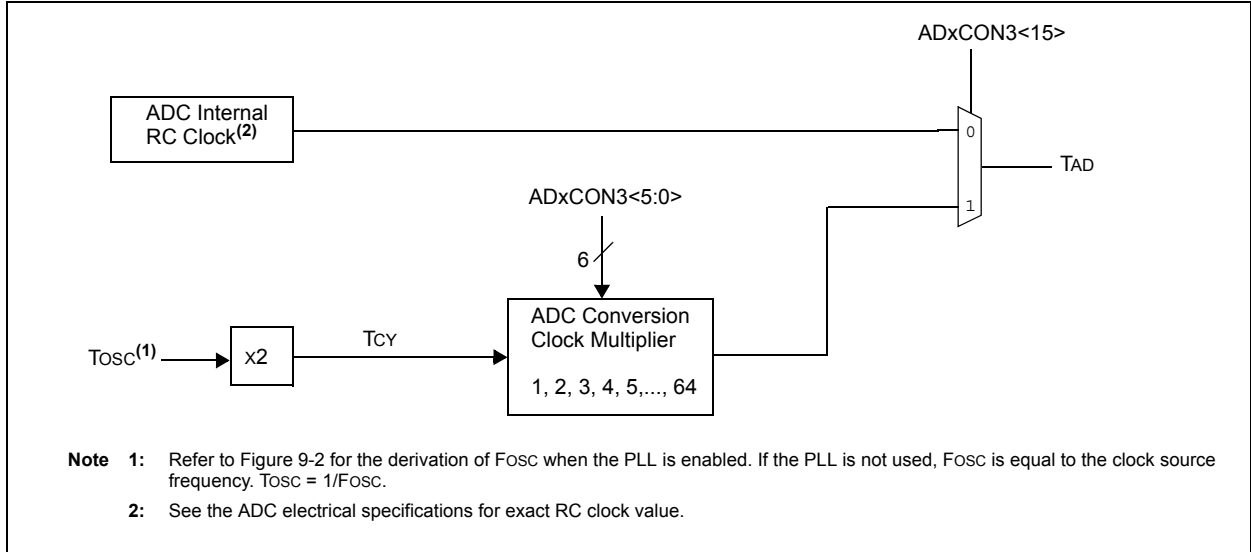 ADxCON3<15>
ADC Internal
RC Clock(2)
0
TAD
ADxCON3<5:0>
1
6
ADC Conversion
Clock Multiplier
1, 2, 3, 4, 5,..., 64
TOSC(1)
X2
TCY
Note 1: Refer to Figure 9-2 for the derivation of FOSC when the PLL is enabled. If the PLL is not used, FOSC is equal to the clock source
frequency. TOSC = 1/FOSC.
2: See the ADC electrical specifications for exact RC clock value.